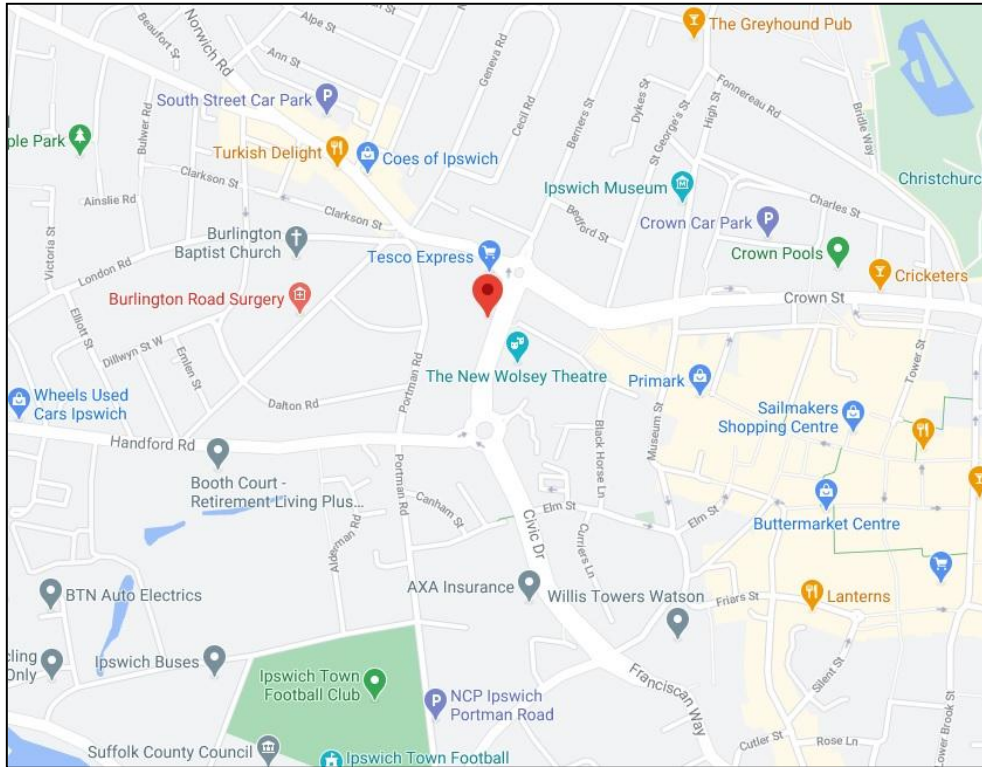 The Greyhound Pub
Norwich Rd
Beaufort St
Alpe St
Ann St
Geneva Rd
Cecil Rd
Berners St
Dykes St
St George's St
High St
Fonnereau Rd
Bridle Way
South Street Car Park
ple Park
Bulwer Rd
Turkish Delight
Coes of Ipswich
Clarkson St
Ipswich Museum
Christchurc
Ainslie Rd
Clarkson St
Bedford St
Crown Car Park
Charles St
Victoria St
Burlington
Baptist Church
Tesco Express
Crown Pools
London Rd
Cricketers
Burlington Road Surgery
Crown St
Elliott St
Dillwyn St W
Emlen St
Portman Rd
The New Wolsey Theatre
Primark
Tower St
Wheels Used
Cars Ipswich
Dalton Rd
Sailmakers
Shopping Centre
Handford Rd
Black Horse Ln
Museum St
Booth Court -
Retirement Living Plus...
Portman Rd
Canham St
Elm St
Elm St
Buttermarket Centre
Civic Dr
Curriers Ln
Alderman Rd
BTN Auto Electrics
AXA Insurance
Willis Towers Watson
Friars St
Lanterns
cling
Only
Ipswich Buses
Ipswich Town
Football Club
Franciscan Way
Silent St
NCP Ipswich
Portman Road
Lower Brook St
Suffolk County Council
Ipswich Town Football
Cutler St
Rose Ln